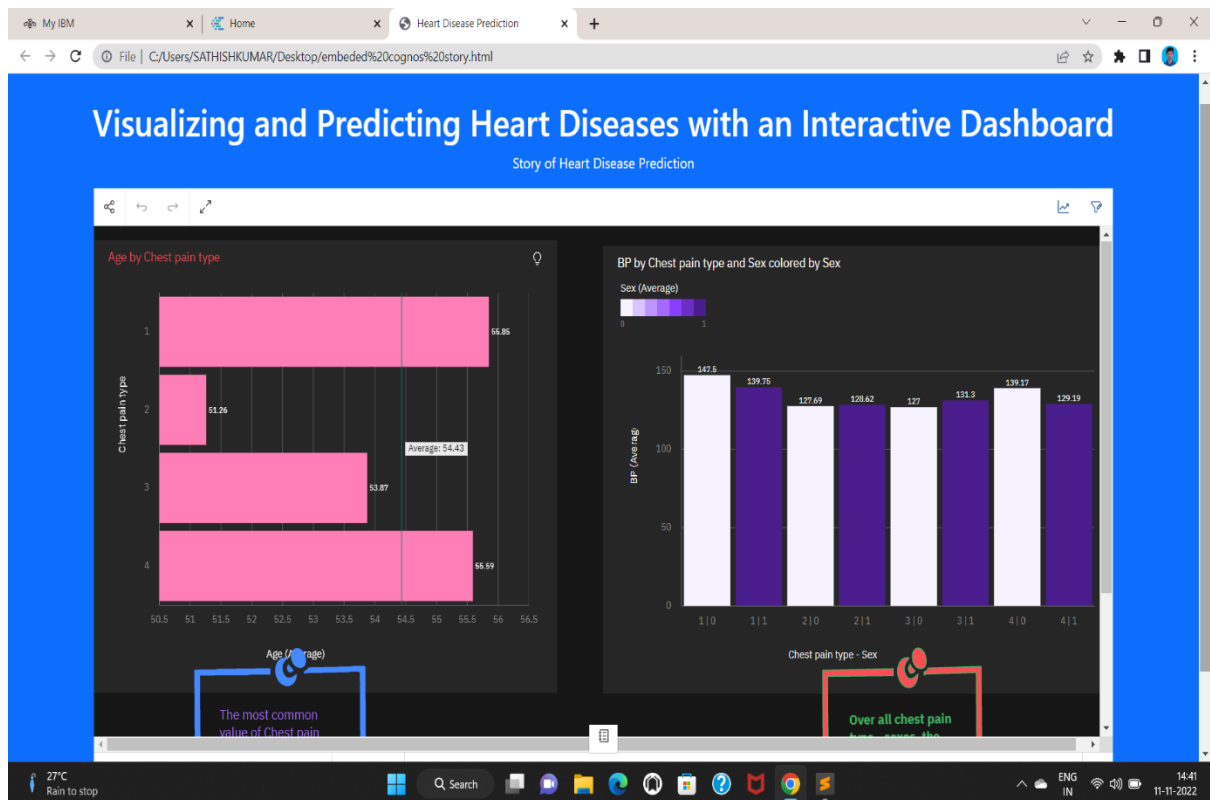 My IBM
Home
Heart Disease Prediction
File | C:/Users/SATHISHKUMAR/Desktop/embeded%20cognos%20story.html
Visualizing and Predicting Heart Diseases with an Interactive Dashboard
Story of Heart Disease Prediction
Age by Chest pain type
1
55.85
2
51.26
Average: 54.43
3
53.87
4
55.59
Chest pain type
50.5 51 51.5 52 52.5 53 53.5 54 54.5 55 55.5 56 56.5
BP by Chest pain type and Sex colored by Sex
Sex (Average)
0 1
150
100
50
0
BP (Averag
147.5 139.75 127.69 128.62 127 131.3 139.17 129.19
1|0 1|1 2|0 2|1 3|0 3|1 4|0 4|1
Chest pain type - Sex
The most common
value of Chest pain
Over all chest pain
27°C
Rain to stop
Search
ENG
IN
14:41
11-11-2022